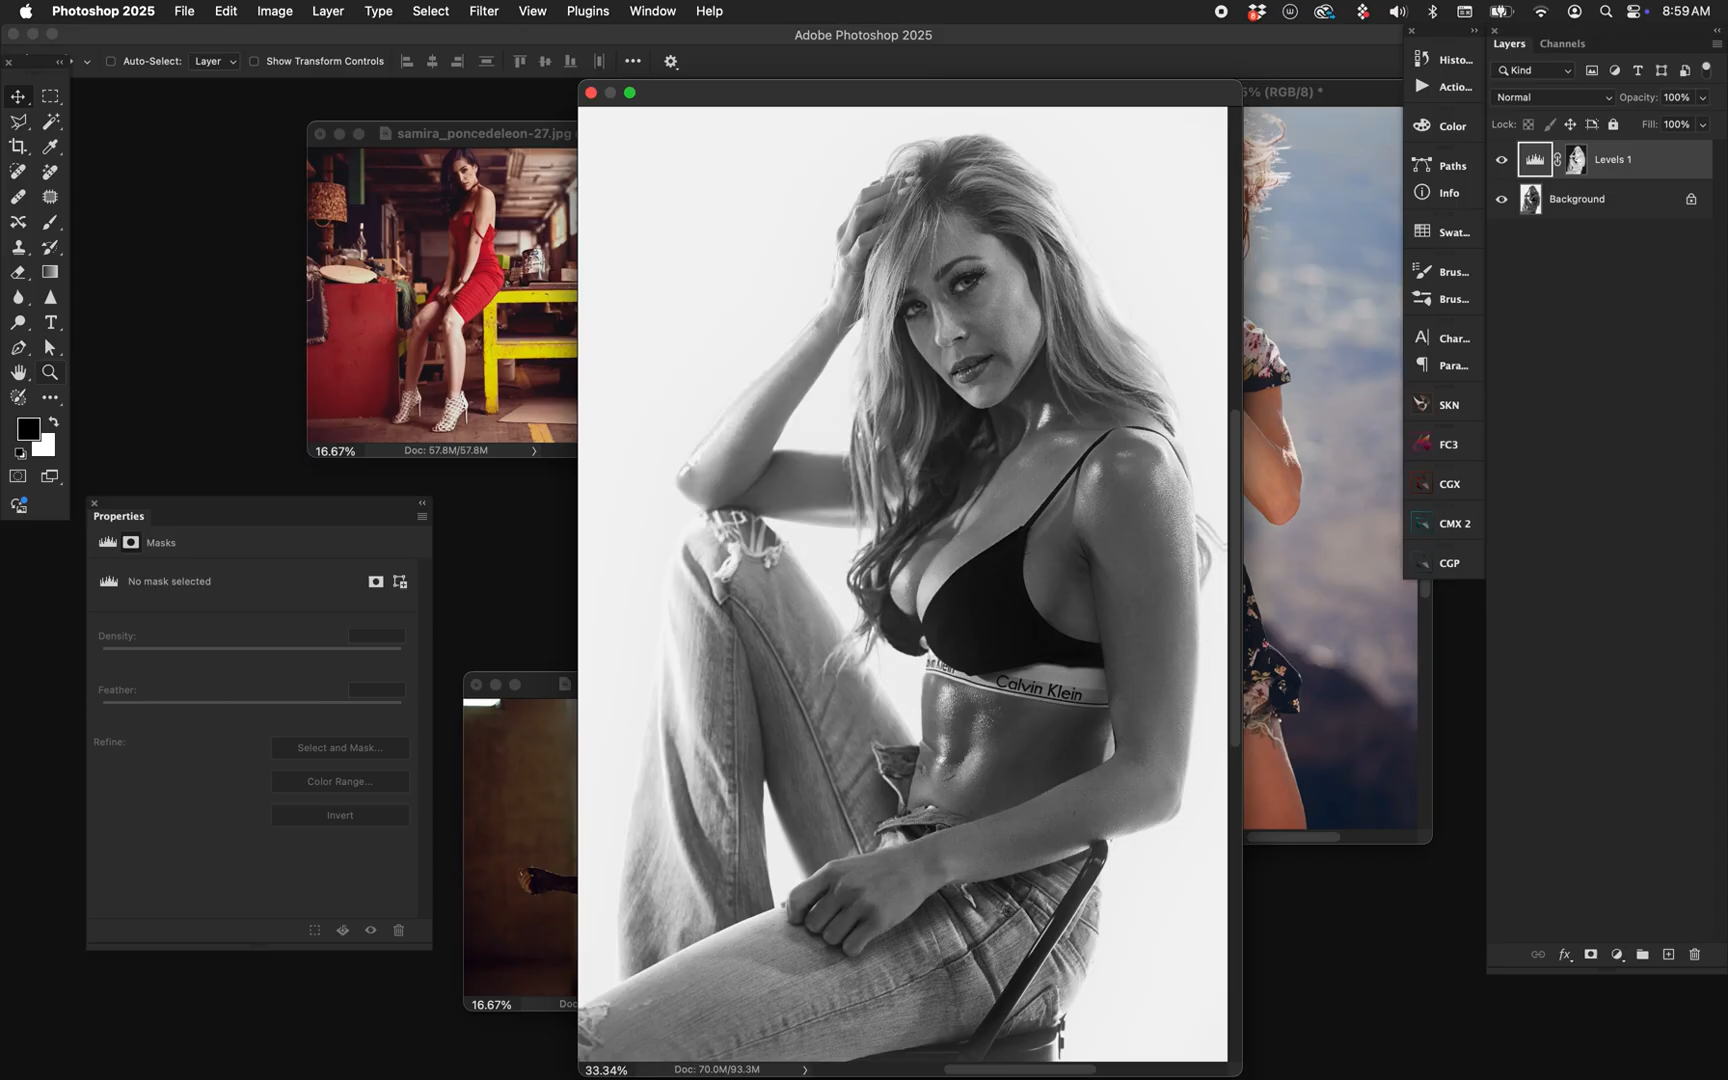 Photoshop 2025 File Edit Image Layer Type Select Filter View Plugins Window Help 8:59 AM
Adobe Photoshop 2025
Auto-Select: Layer Show Transform Controls
samira_poncedeleon-27.jpg
16.67% Doc: 57.8M/57.8M
Properties
Masks
No mask selected
Density:
Feather:
Refine:
Select and Mask...
Color Range...
Invert
16.67%
Calvin Klein
33.34% Doc: 70.0M/93.3M
% (RGB/8) *
Histo...
Actio...
Color
Paths
Info
Swat...
Brus...
Brus...
Char...
Para...
SKN
FC3
CGX
CMX 2
CGP
Layers Channels
Kind
Normal Opacity: 100%
Lock: Fill: 100%
Levels 1
Background